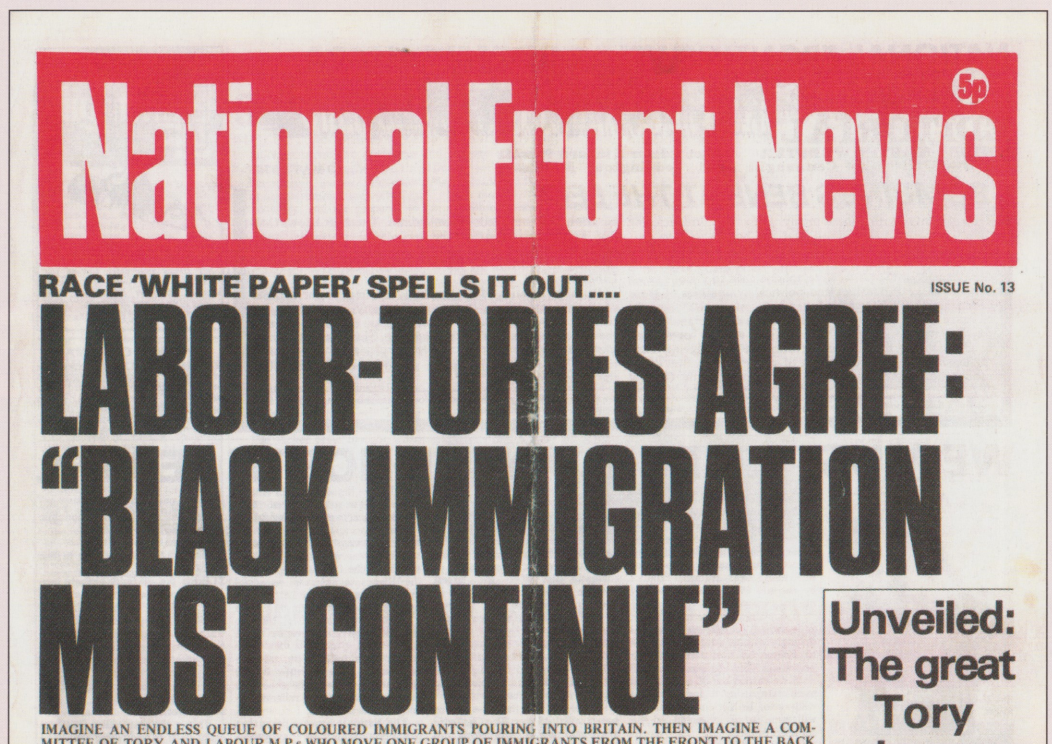 National Front News
5p
RACE ‘WHITE PAPER’ SPELLS IT OUT....
ISSUE No. 13
LABOUR-TORIES AGREE:
“BLACK IMMIGRATION
MUST CONTINUE”
IMAGINE AN ENDLESS QUEUE OF COLOURED IMMIGRANTS POURING INTO BRITAIN. THEN IMAGINE A COM-
MITTEE OF TORY AND LABOUR M.P.s WHO MOVE ONE GROUP OF IMMIGRANTS FROM THE FRONT TO THE BACK
Unveiled:
The great
Tory